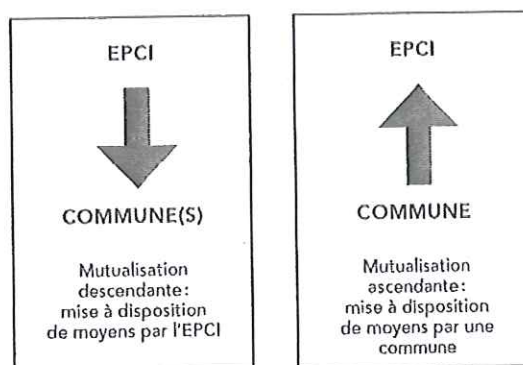 EPCI
COMMUNE(S)
Mutualisation
descendante:
mise à disposition
de moyens par l'EPCI
EPCI
COMMUNE
Mutualisation
ascendante:
mise à disposition
de moyens par une
commune